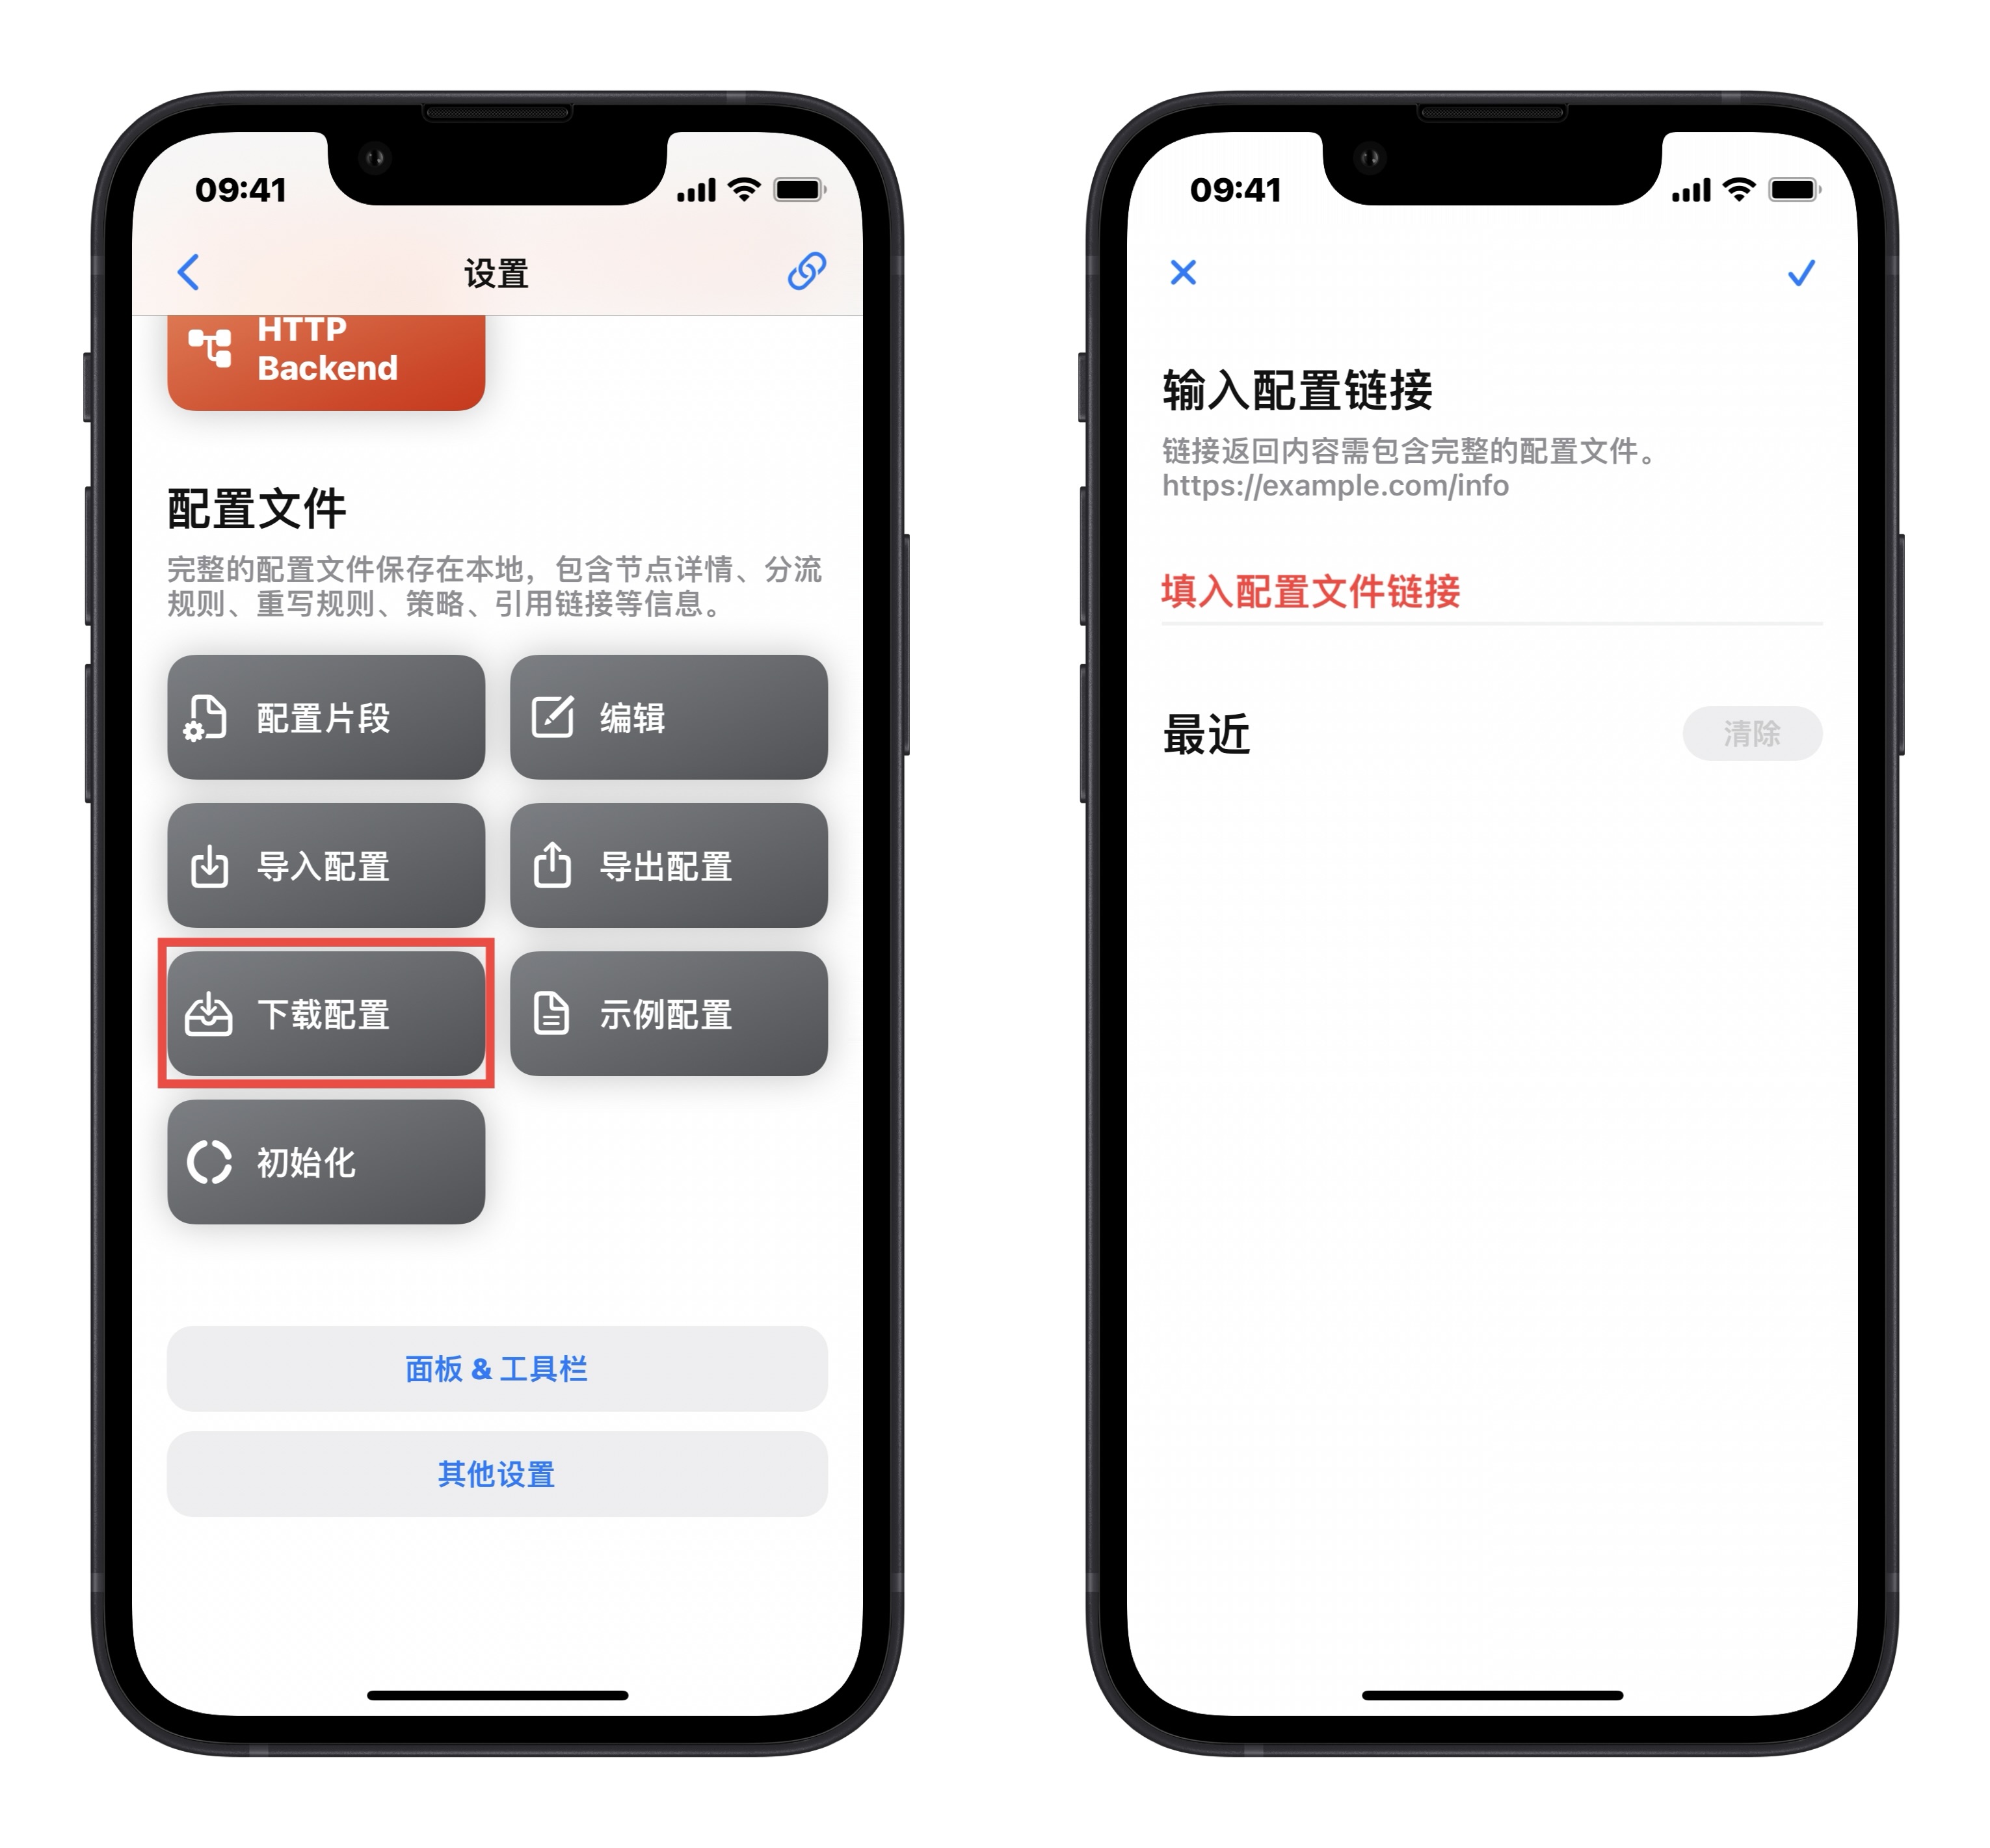 09:41
设置
HTTP
Backend
配置文件
完整的配置文件保存在本地，包含节点详情、分流
规则、重写规则、策略、引用链接等信息。
配置片段
编辑
导入配置
导出配置
下载配置
示例配置
初始化
面板 & 工具栏
其他设置
09:41
输入配置链接
链接返回内容需包含完整的配置文件。
https://example.com/info
填入配置文件链接
最近
清除